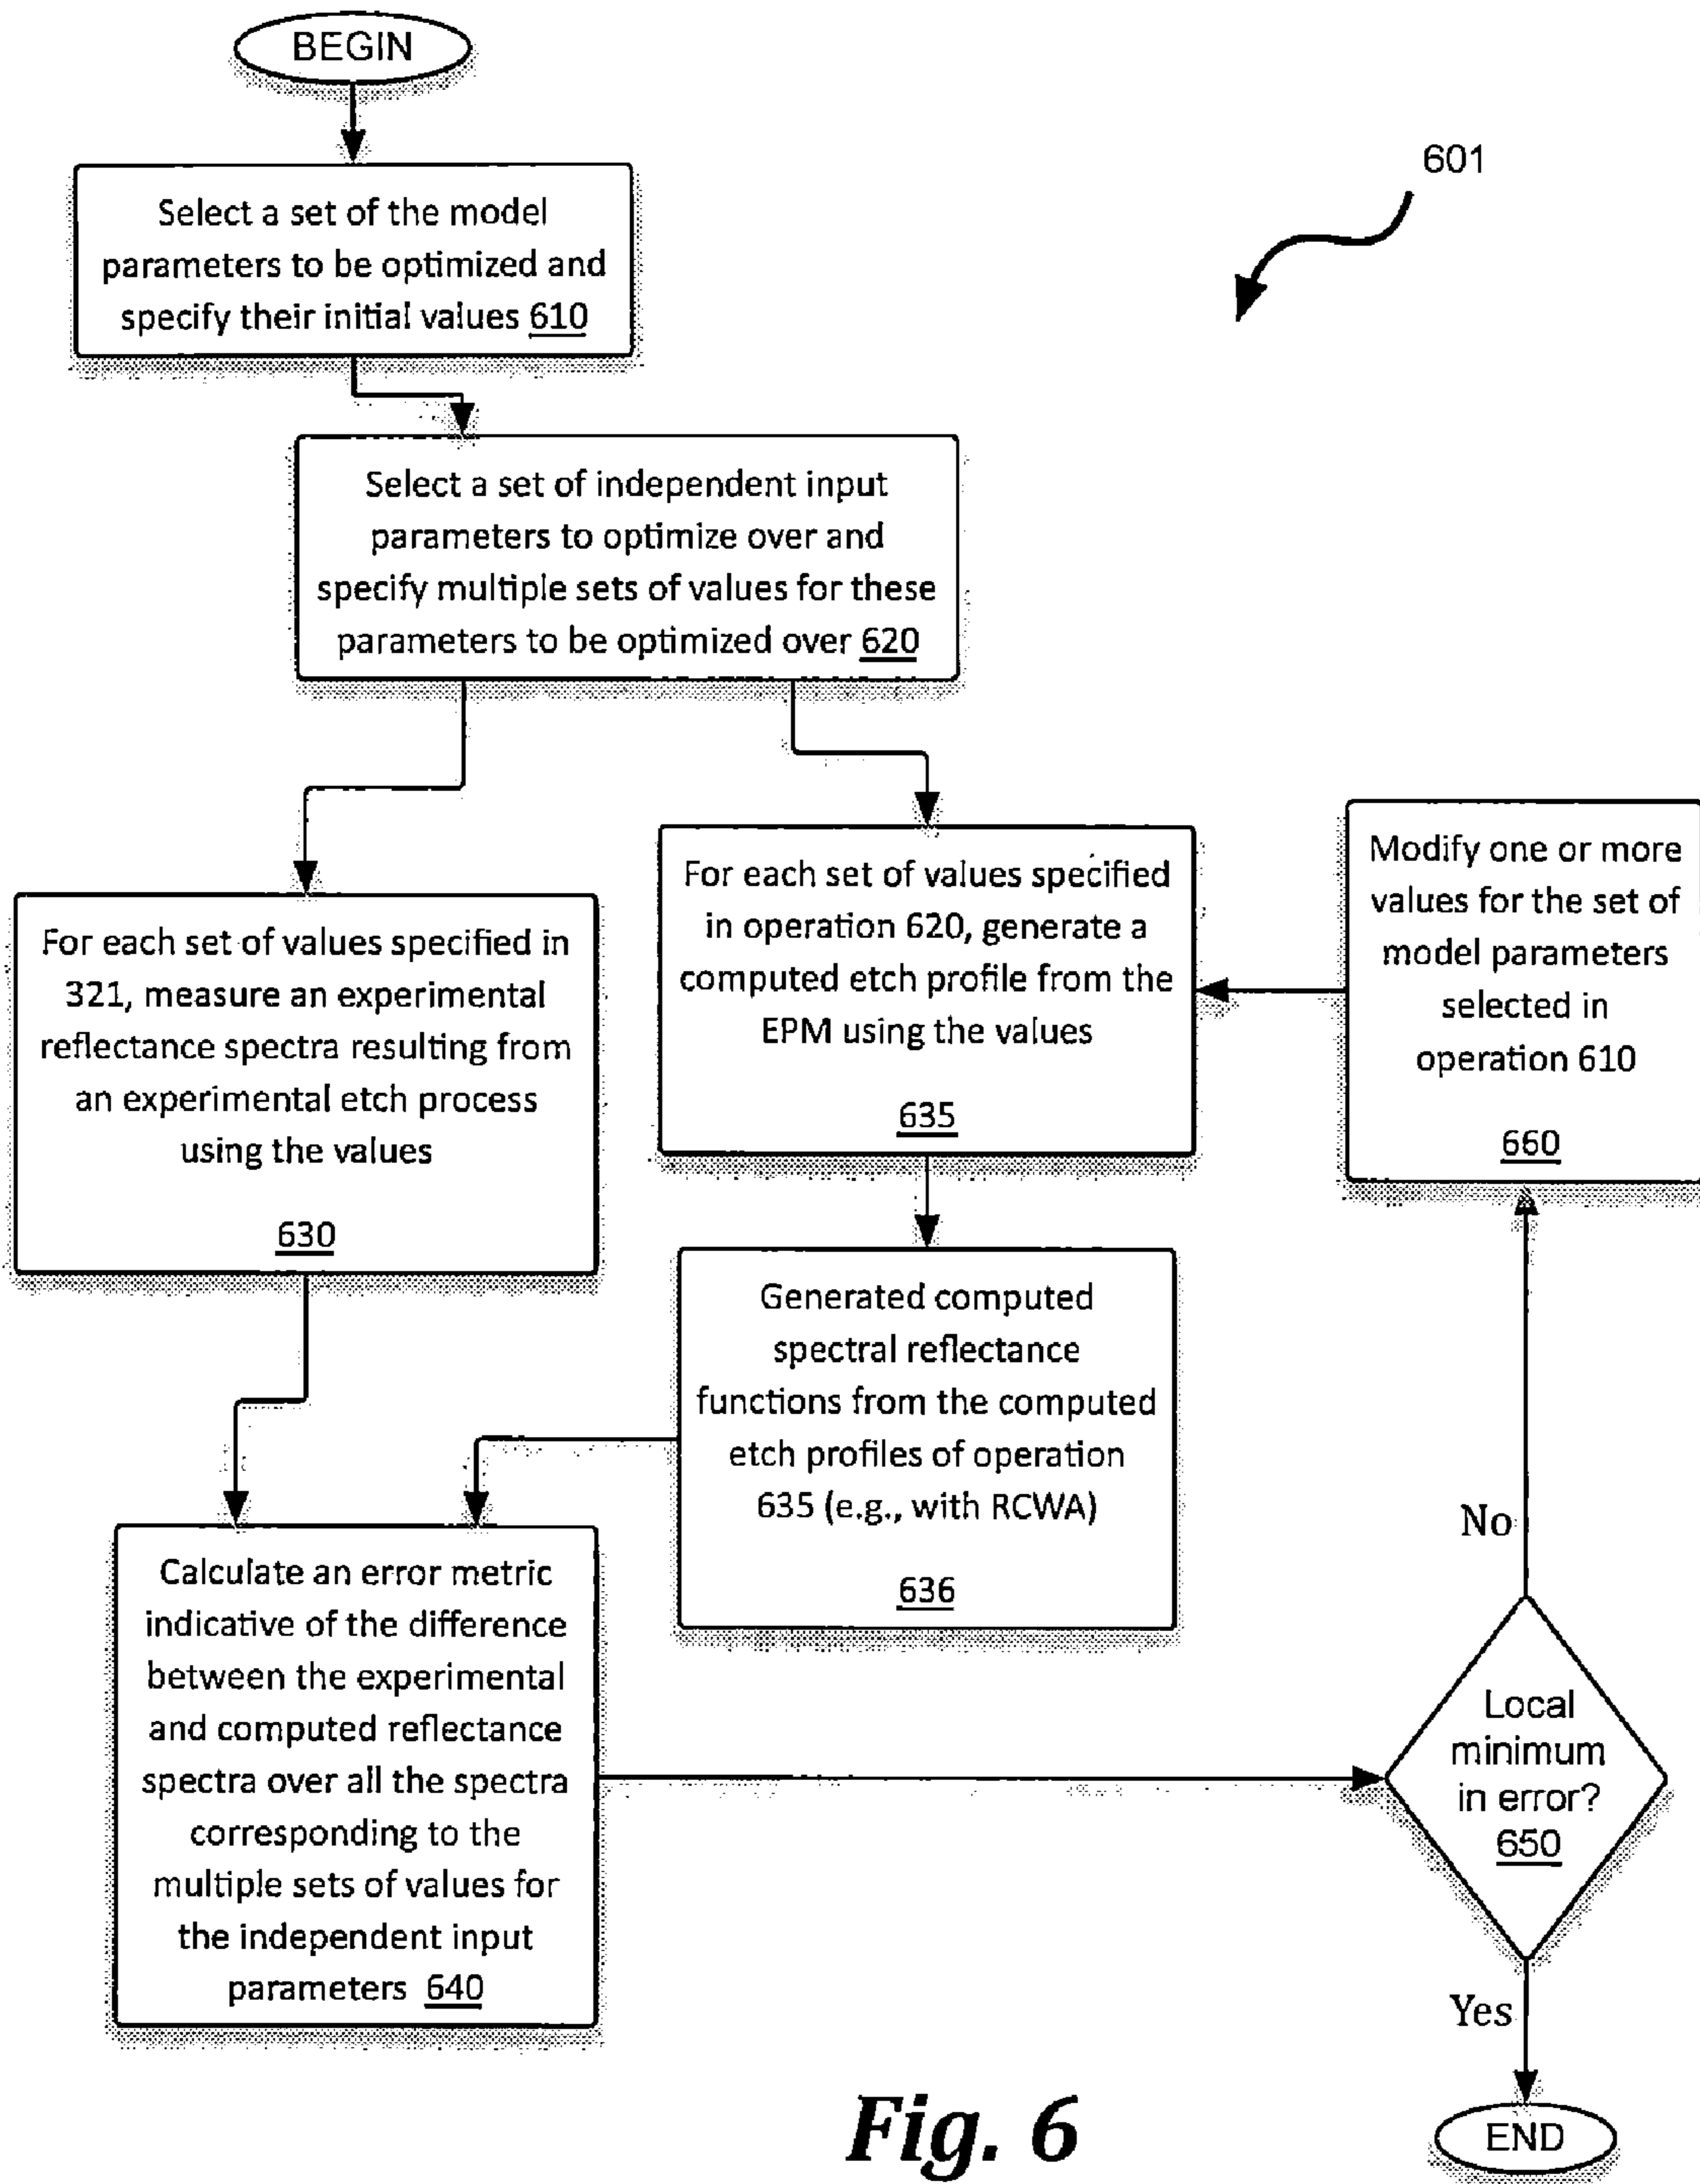 BEGIN
601
Select a set of the model
parameters to be optimized and
specify their initial values 610
Select a set of independent input
parameters to optimize over and
specify multiple sets of values for these
parameters to be optimized over 620
For each set of values specified in
321, measure an experimental
reflectance spectra resulting from
an experimental etch process
using the values
630
For each set of values specified
in operation 620, generate a
computed etch profile from the
EPM using the values
635
Modify one or more
values for the set of
model parameters
selected in
operation 610
660
Generated computed
spectral reflectance
functions from the computed
etch profiles of operation
635 (e.g., with RCWA)
636
Calculate an error metric
indicative of the difference
between the experimental
and computed reflectance
spectra over all the spectra
corresponding to the
multiple sets of values for
the independent input
parameters 640
No
Local
minimum
in error?
650
Yes
END
Fig. 6